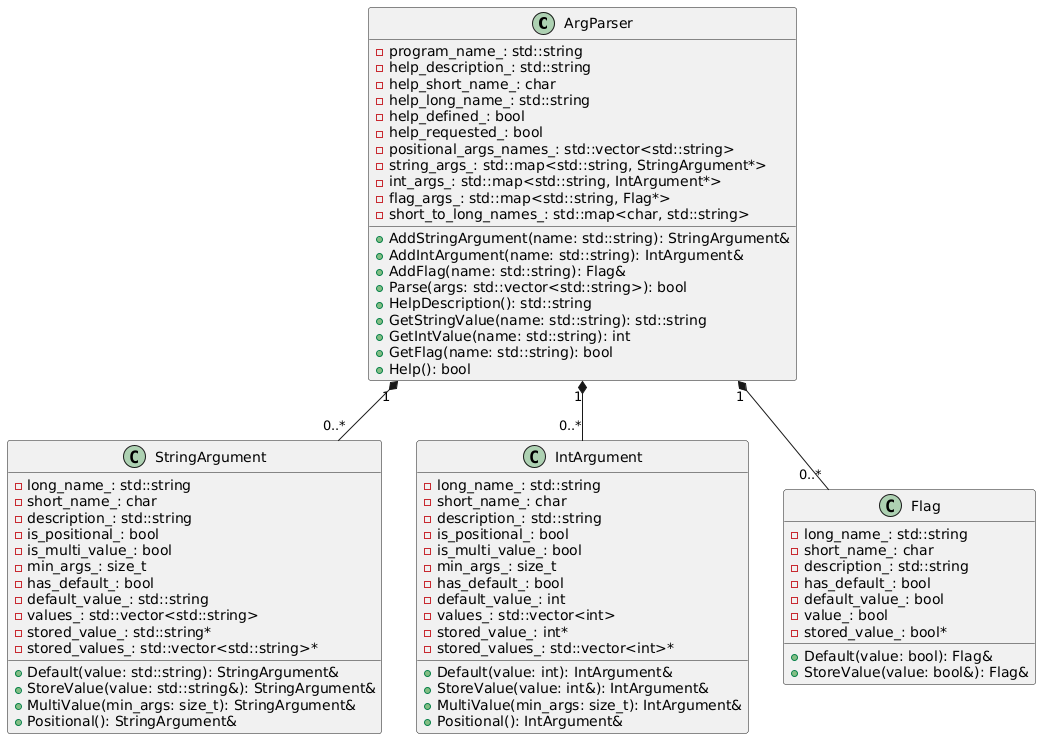 C ArgParser
program_name_: std::string
help_description_: std::string
help_short_name_: char
help_long_name_: std::string
help_defined_: bool
help_requested_: bool
positional_args_names_: std::vector<std::string>
string_args_: std::map<std::string, StringArgument*>
int_args_: std::map<std::string, IntArgument*>
flag_args_: std::map<std::string, Flag*>
short_to_long_names_: std::map<char, std::string>
AddStringArgument(name: std::string): StringArgument&
AddIntArgument(name: std::string): IntArgument&
AddFlag(name: std::string): Flag&
Parse(args: std::vector<std::string>): bool
HelpDescription(): std::string
GetStringValue(name: std::string): std::string
GetIntValue(name: std::string): int
GetFlag(name: std::string): bool
Help(): bool
1
1
1
0..*
0..*
0..*
C StringArgument
long_name_: std::string
short_name_: char
description_: std::string
is_positional_: bool
is_multi_value_: bool
min_args_: size_t
has_default_: bool
default_value_: std::string
values_: std::vector<std::string>
stored_value_: std::string*
stored_values_: std::vector<std::string>*
Default(value: std::string): StringArgument&
StoreValue(value: std::string&): StringArgument&
MultiValue(min_args: size_t): StringArgument&
Positional(): StringArgument&
C IntArgument
long_name_: std::string
short_name_: char
description_: std::string
is_positional_: bool
is_multi_value_: bool
min_args_: size_t
has_default_: bool
default_value_: int
values_: std::vector<int>
stored_value_: int*
stored_values_: std::vector<int>*
Default(value: int): IntArgument&
StoreValue(value: int&): IntArgument&
MultiValue(min_args: size_t): IntArgument&
Positional(): IntArgument&
C Flag
long_name_: std::string
short_name_: char
description_: std::string
has_default_: bool
default_value_: bool
value_: bool
stored_value_: bool*
Default(value: bool): Flag&
StoreValue(value: bool&): Flag&